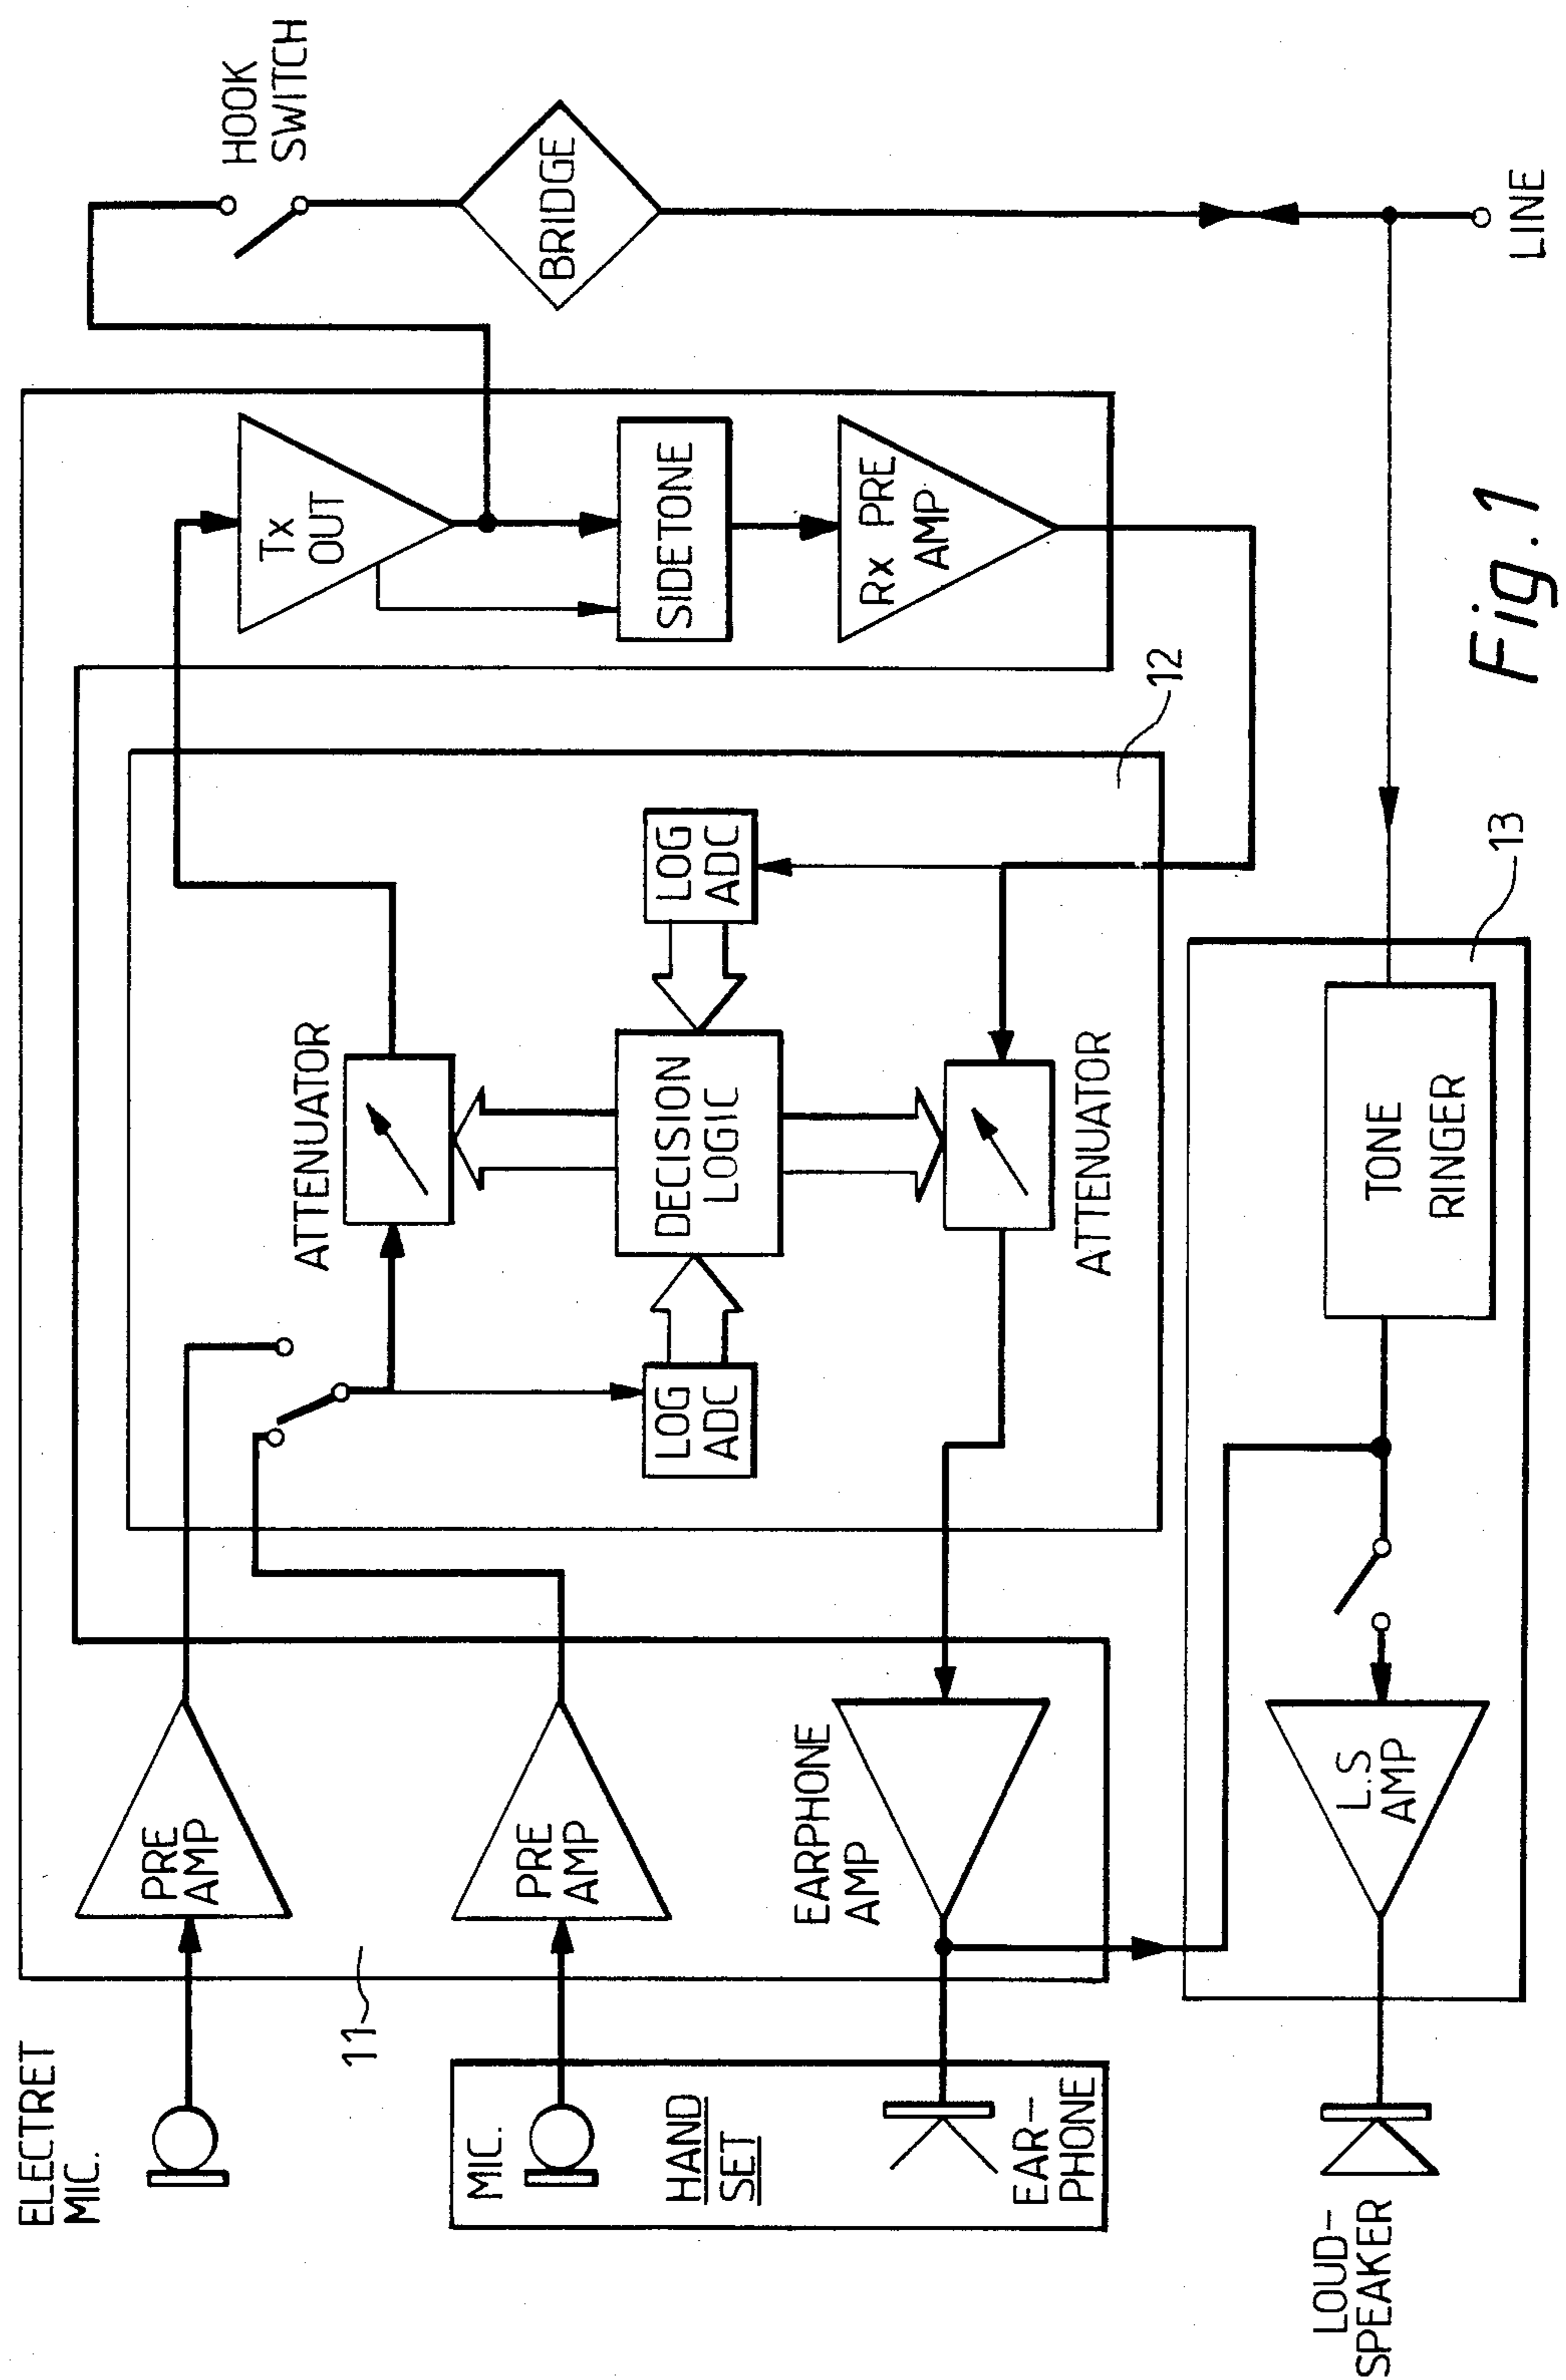 ELECTRET
MIC.
11
PRE
AMP
ATTENUATOR
Tx
OUT
HOOK
SWITCH
MIC.
HAND
SET
EAR-
PHONE
PRE
AMP
EARPHONE
AMP
LOG
ADC
DECISION
LOGIC
LOG
ADC
ATTENUATOR
SIDETONE
Rx PRE
AMP
BRIDGE
12
LOUD-
SPEAKER
L.S
AMP
TONE
RINGER
13
LINE
Fig. 1